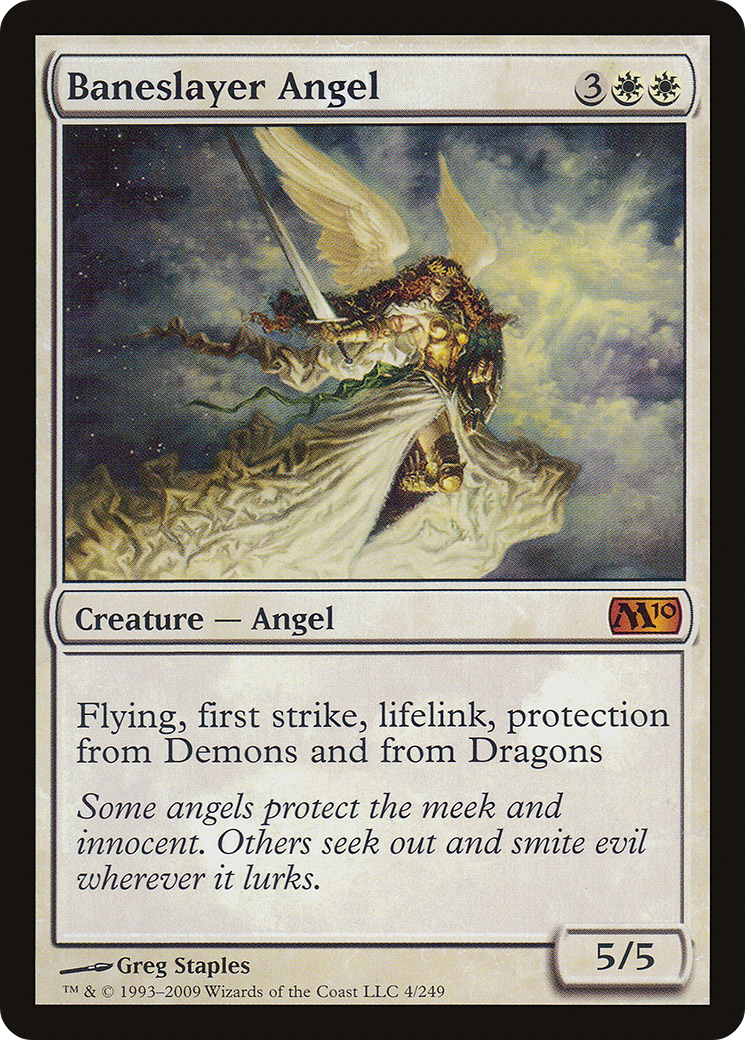 Baneslayer Angel 3
Creature — Angel M10
Flying, first strike, lifelink, protection
from Demons and from Dragons
Some angels protect the meek and
innocent. Others seek out and smite evil
wherever it lurks.
5/5
Greg Staples
™ & © 1993–2009 Wizards of the Coast LLC 4/249